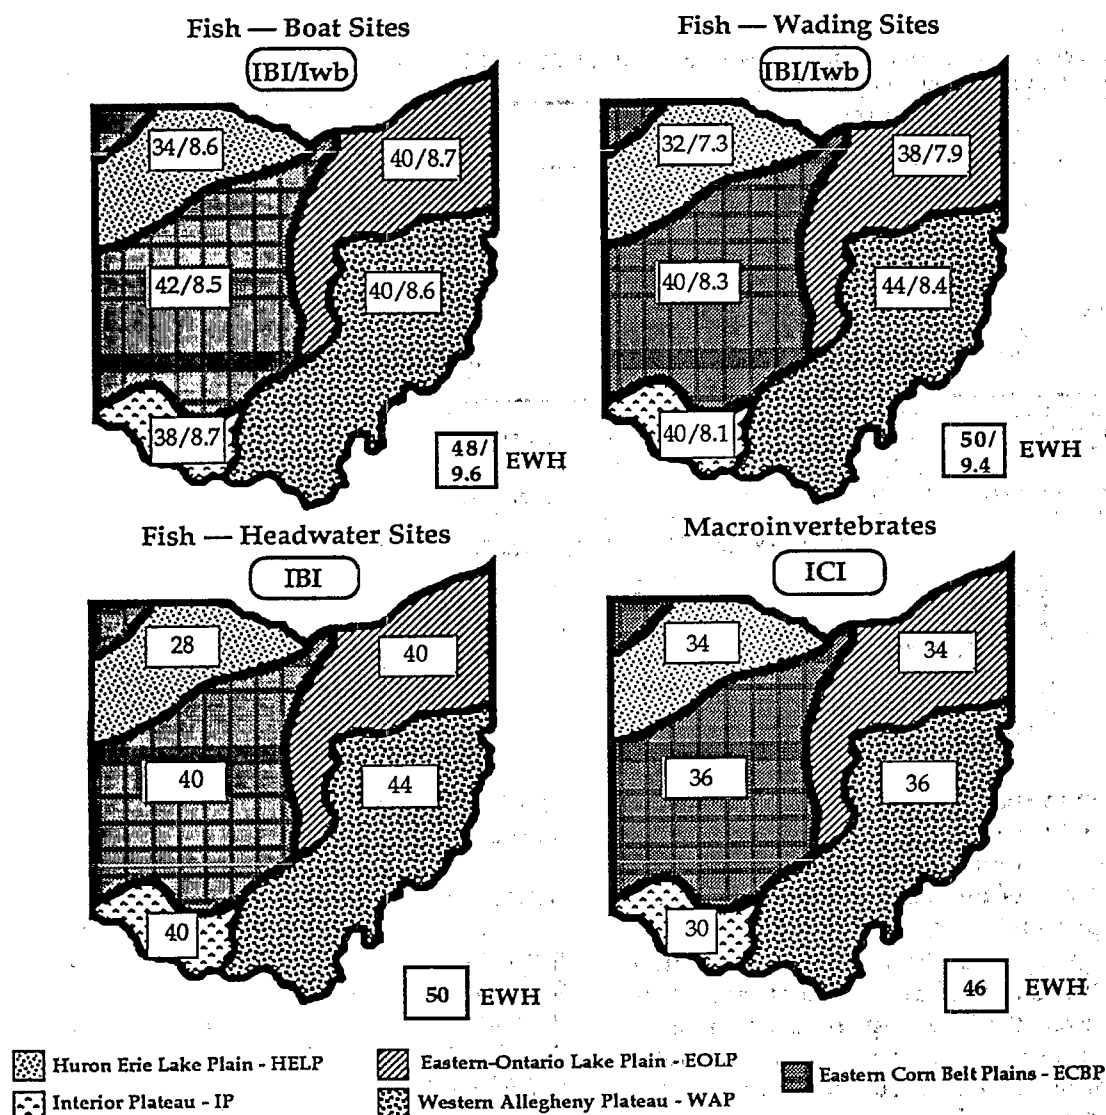 Fish — Boat Sites
IBI/Iwb
34/8.6
40/8.7
42/8.5
40/8.6
38/8.7
48/
9.6
EWH
Fish — Wading Sites
IBI/Iwb
32/7.3
38/7.9
40/8.3
44/8.4
40/8.1
50/
9.4
EWH
Fish — Headwater Sites
IBI
28
40
40
44
40
50
EWH
Macroinvertebrates
ICI
34
34
36
36
30
46
EWH
Huron Erie Lake Plain - HELP
Eastern-Ontario Lake Plain - EOLP
Eastern Corn Belt Plains - ECBP
Interior Plateau - IP
Western Allegheny Plateau - WAP